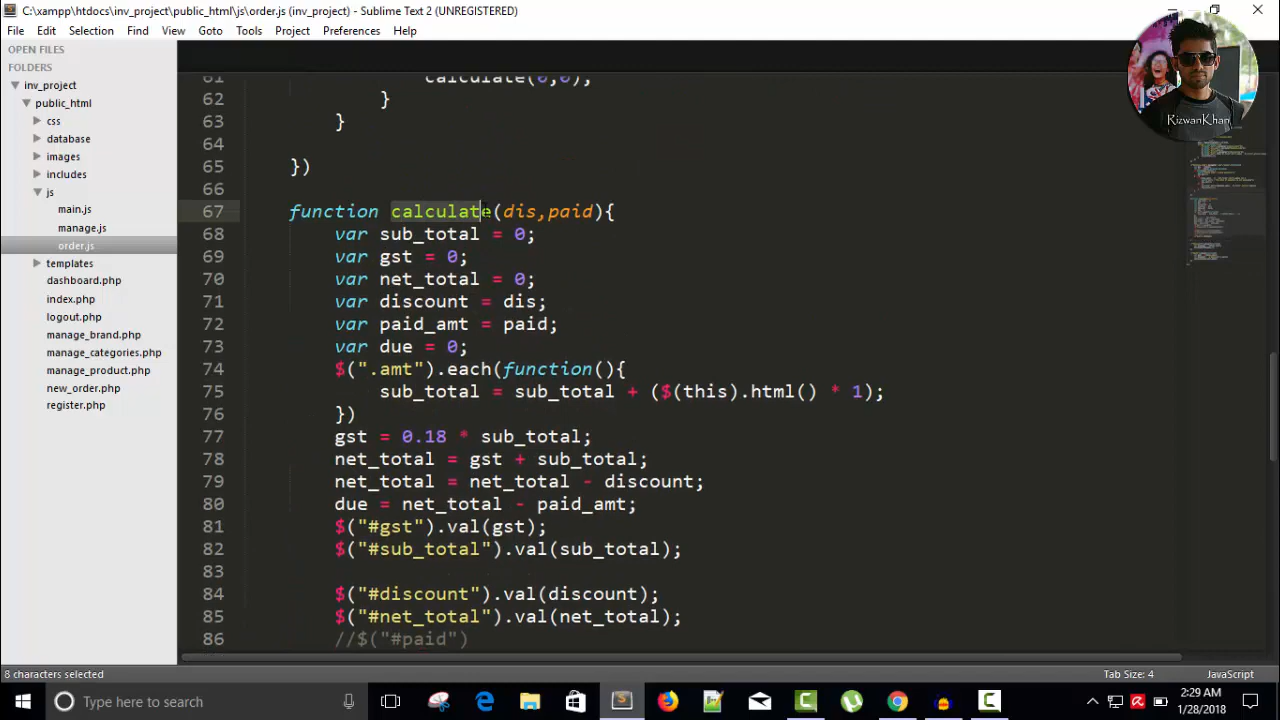 C:\xampp\htdocs\inv_project\public_html\js\order.js (inv_project) - Sublime Text 2 (UNREGISTERED)
File Edit Selection Find View Goto Tools Project Preferences Help
OPEN FILES
FOLDERS
inv_project
public_html
css
database
images
includes
js
main.js
manage.js
order.js
templates
dashboard.php
index.php
logout.php
manage_brand.php
manage_categories.php
manage_product.php
new_order.php
register.php
61 calculate(0,0);
62 }
63 }
64
65 })
66
67 function calculate(dis,paid){
68 var sub_total = 0;
69 var gst = 0;
70 var net_total = 0;
71 var discount = dis;
72 var paid_amt = paid;
73 var due = 0;
74 $(".amt").each(function(){
75 sub_total = sub_total + ($(this).html() * 1);
76 })
77 gst = 0.18 * sub_total;
78 net_total = gst + sub_total;
79 net_total = net_total - discount;
80 due = net_total - paid_amt;
81 $("#gst").val(gst);
82 $("#sub_total").val(sub_total);
83
84 $("#discount").val(discount);
85 $("#net_total").val(net_total);
86 //$("#paid")
RizwanKhan
8 characters selected
Tab Size: 4 JavaScript
Type here to search
2:29 AM
1/28/2018